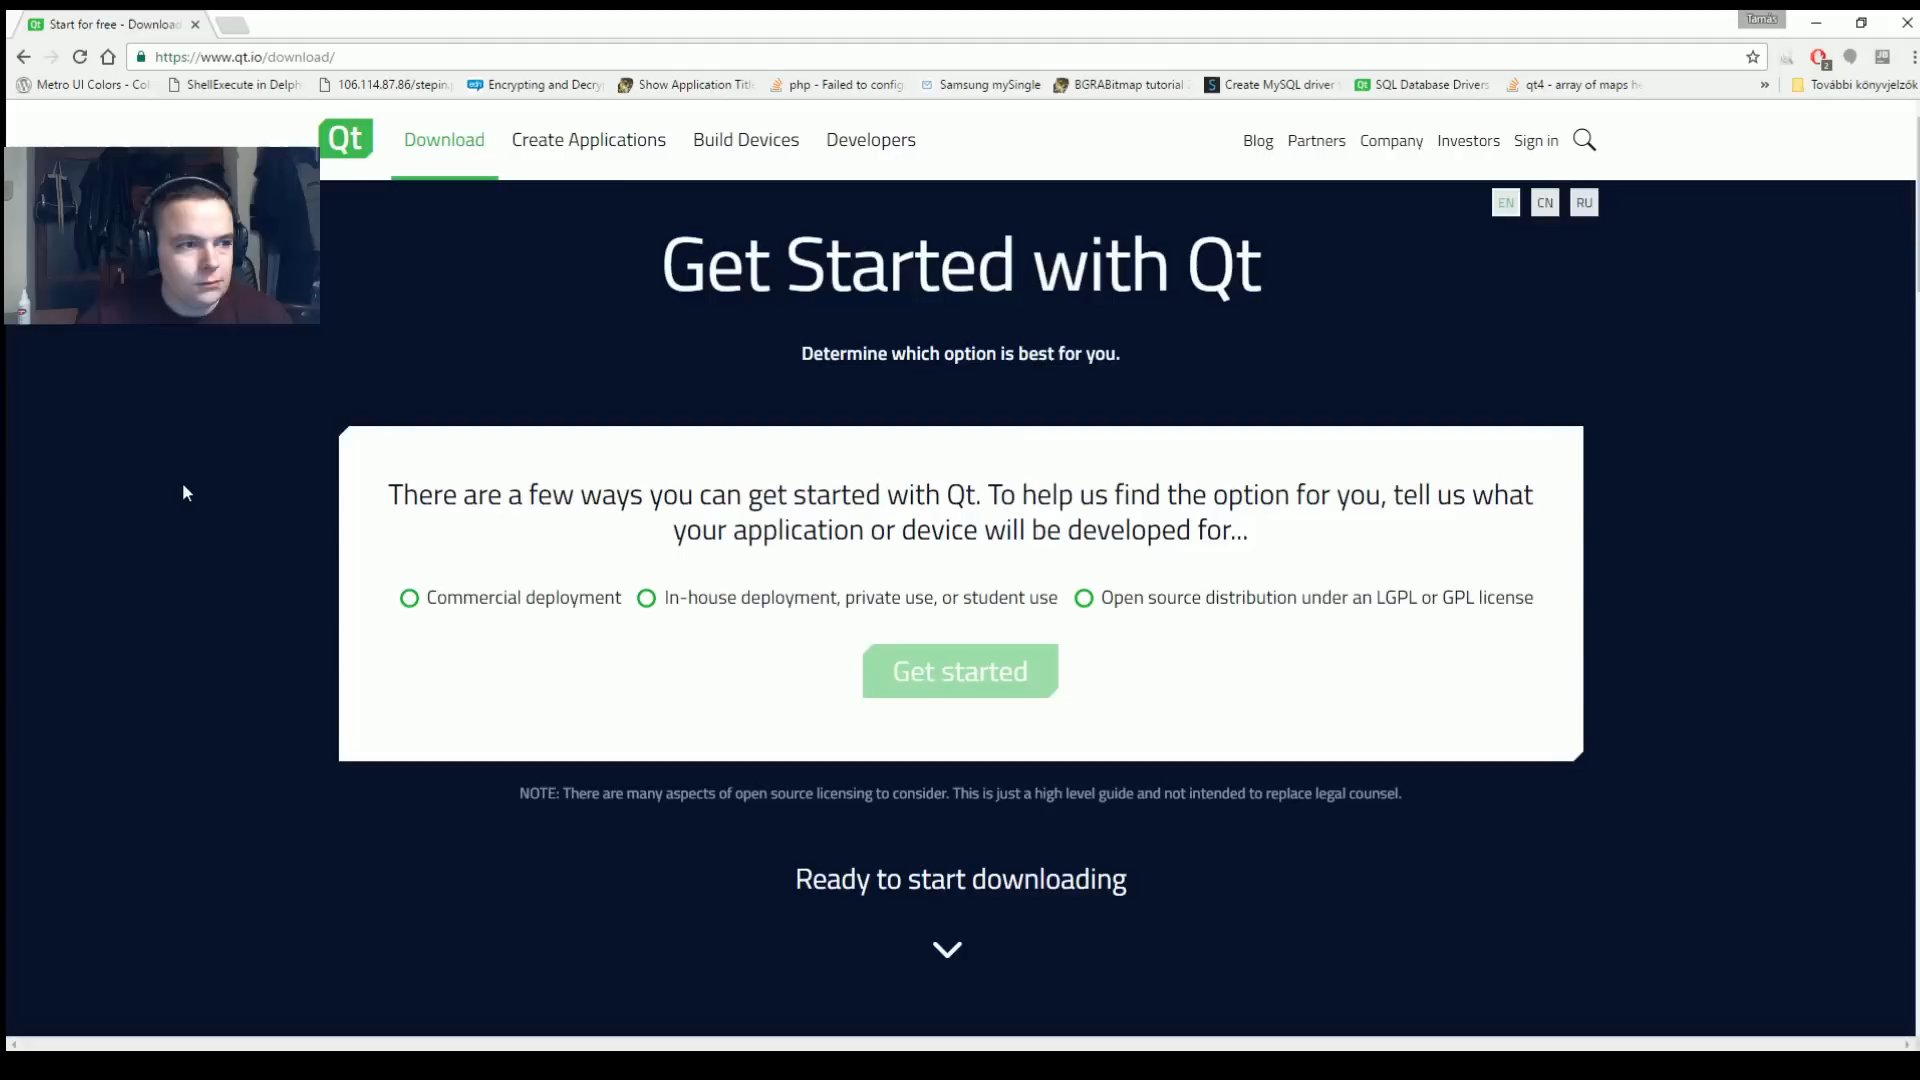 Start for free - Download
Tamás
https://www.qt.io/download/
Metro UI Colors - Col
ShellExecute in Delph
106.114.87.86/stepin
Encrypting and Decry
Show Application Titl
php - Failed to config
Samsung mySingle
BGRABitmap tutorial
Create MySQL driver
SQL Database Drivers
qt4 - array of maps he
»
További könyvjelzők
Qt
Download
Create Applications
Build Devices
Developers
Blog
Partners
Company
Investors
Sign in
EN
CN
RU
Get Started with Qt
Determine which option is best for you.
There are a few ways you can get started with Qt. To help us find the option for you, tell us what
your application or device will be developed for...
Commercial deployment
In-house deployment, private use, or student use
Open source distribution under an LGPL or GPL license
Get started
NOTE: There are many aspects of open source licensing to consider. This is just a high level guide and not intended to replace legal counsel.
Ready to start downloading